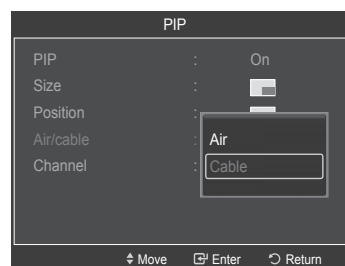 PIP
PIP : On
Size :
Position :
Air/cable : Air
Channel : Cable
Move Enter Return